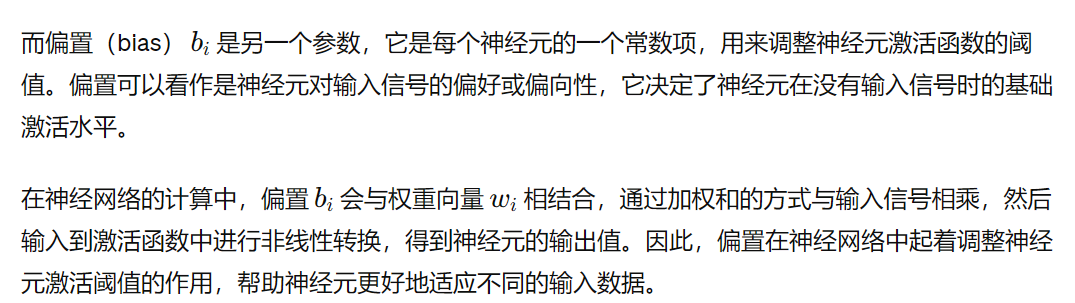 而偏置（bias） bᵢ 是另一个参数，它是每个神经元的一个常数项，用来调整神经元激活函数的阈
值。偏置可以看作是神经元对输入信号的偏好或偏向性，它决定了神经元在没有输入信号时的基础
激活水平。
在神经网络的计算中，偏置 bᵢ 会与权重向量 wᵢ 相结合，通过加权和的方式与输入信号相乘，然后
输入到激活函数中进行非线性转换，得到神经元的输出值。因此，偏置在神经网络中起着调整神经
元激活阈值的作用，帮助神经元更好地适应不同的输入数据。